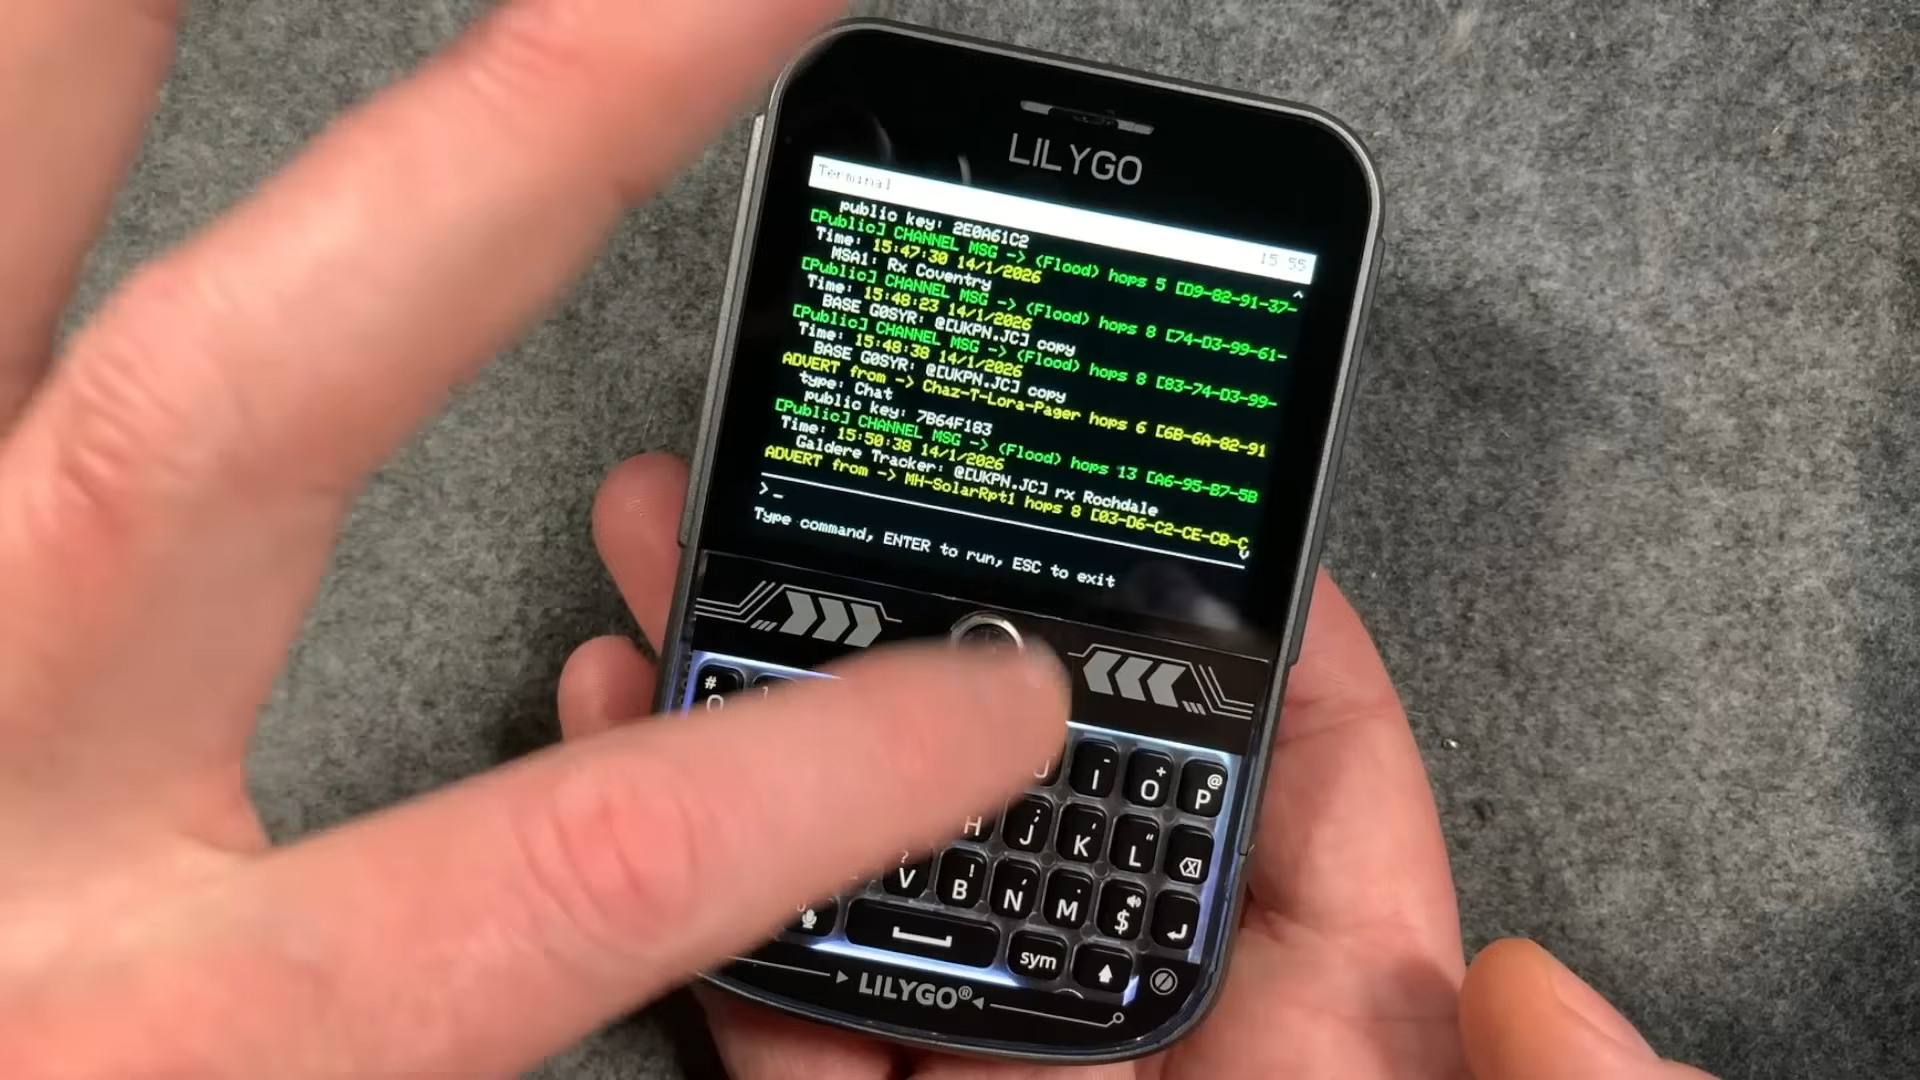 LILYGO
Terminal
15 55
public key: 2E0A61C2
[Public] CHANNEL MSG -> (Flood) hops 5 [D9-82-91-37-
Time: 15:47:30 14/1/2026
MSA1: Rx Coventry
[Public] CHANNEL MSG -> (Flood) hops 8 [74-D3-99-61-
Time: 15:48:23 14/1/2026
BASE G0SYR: @[UKPN.JC] copy
[Public] CHANNEL MSG -> (Flood) hops 8 [83-74-D3-99-
Time: 15:48:38 14/1/2026
BASE G0SYR: @[UKPN.JC] copy
ADVERT from -> Chaz-T-Lora-Pager hops 6 [6B-6A-82-91
type: Chat
public key: 7B64F183
[Public] CHANNEL MSG -> (Flood) hops 13 [A6-95-B7-5B
Time: 15:50:38 14/1/2026
Galdere Tracker: @[UKPN.JC] rx Rochdale
ADVERT from -> MH-SolarRpt1 hops 8 [03-D6-C2-CE-CB-C
>_
Type command, ENTER to run, ESC to exit
#
- I + O @ P
H ; J ' K " L
? V ! B , N . M $
sym
LILYGO®